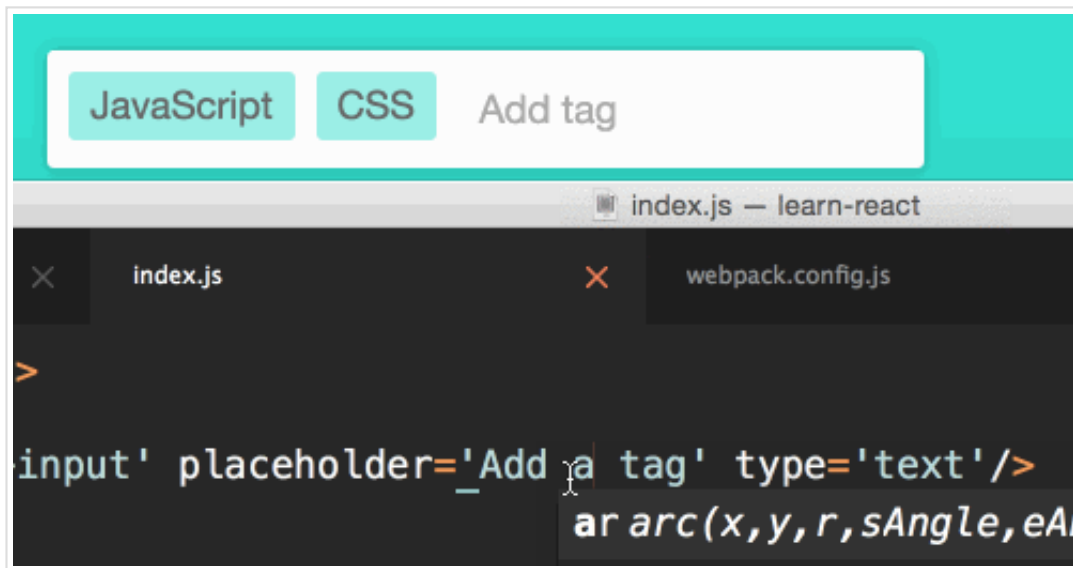 JavaScript CSS Add tag
index.js — learn-react
index.js webpack.config.js
>
-input' placeholder='Add a tag' type='text'/>
ar arc(x,y,r,sAngle,eA